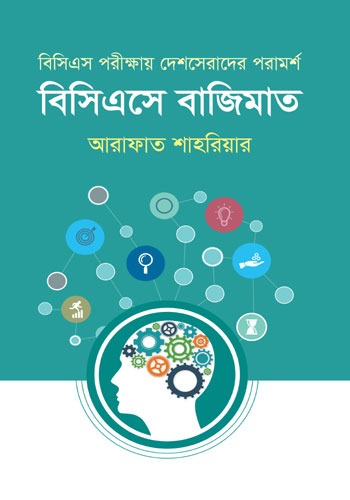 বিসিএস পরীক্ষায় দেশসেরাদের পরামর্শ
বিসিএসে বাজিমাত
আরাফাত শাহরিয়ার